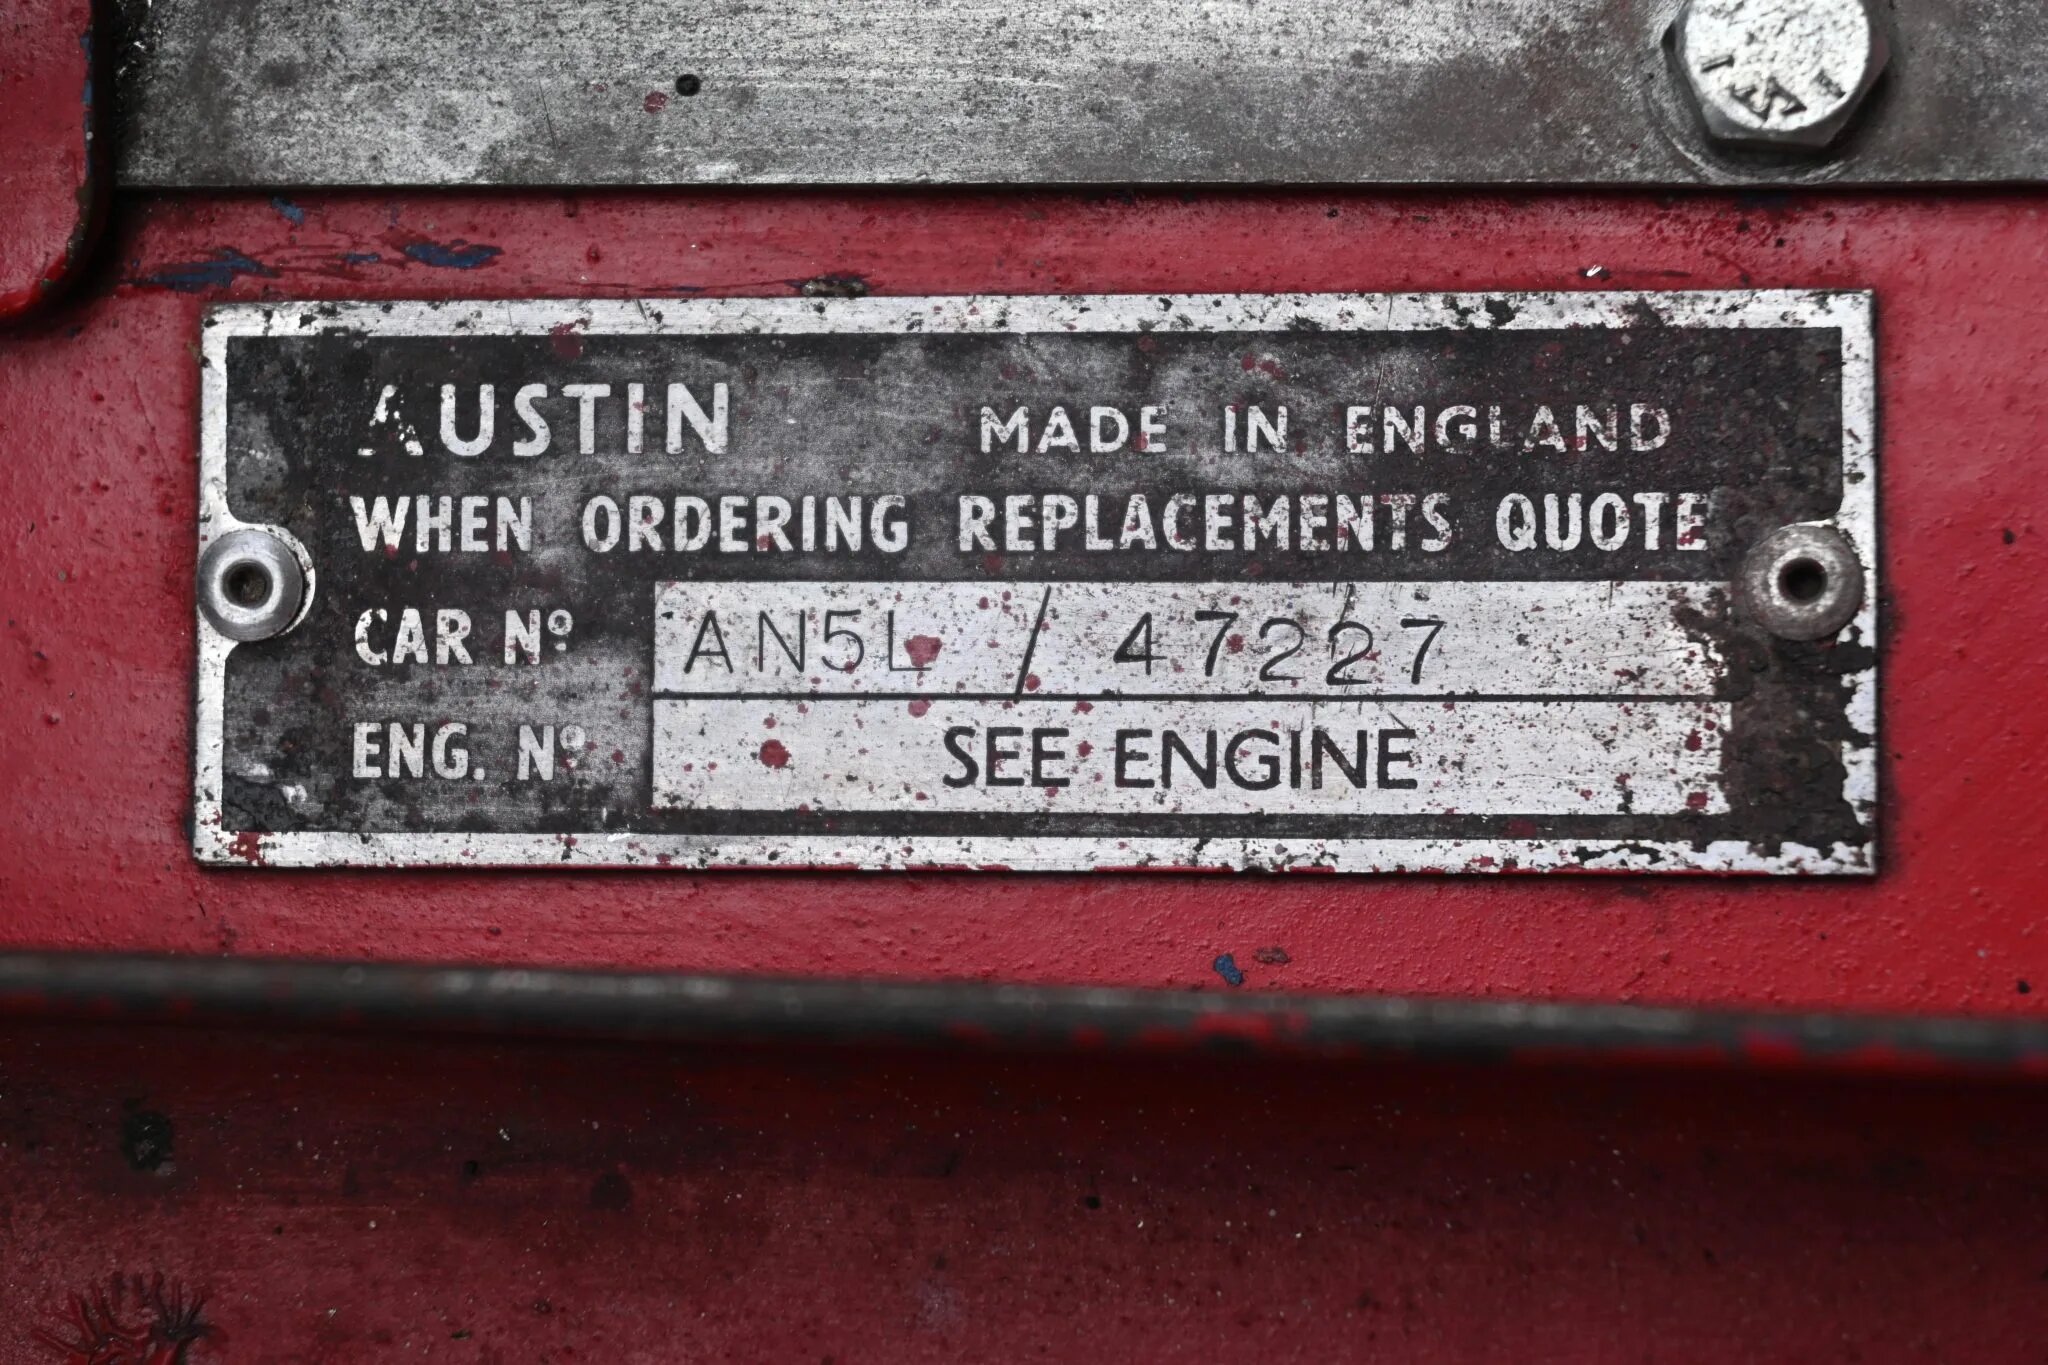 AUSTIN MADE IN ENGLAND
WHEN ORDERING REPLACEMENTS QUOTE
CAR Nº AN5L / 47227
ENG. Nº SEE ENGINE